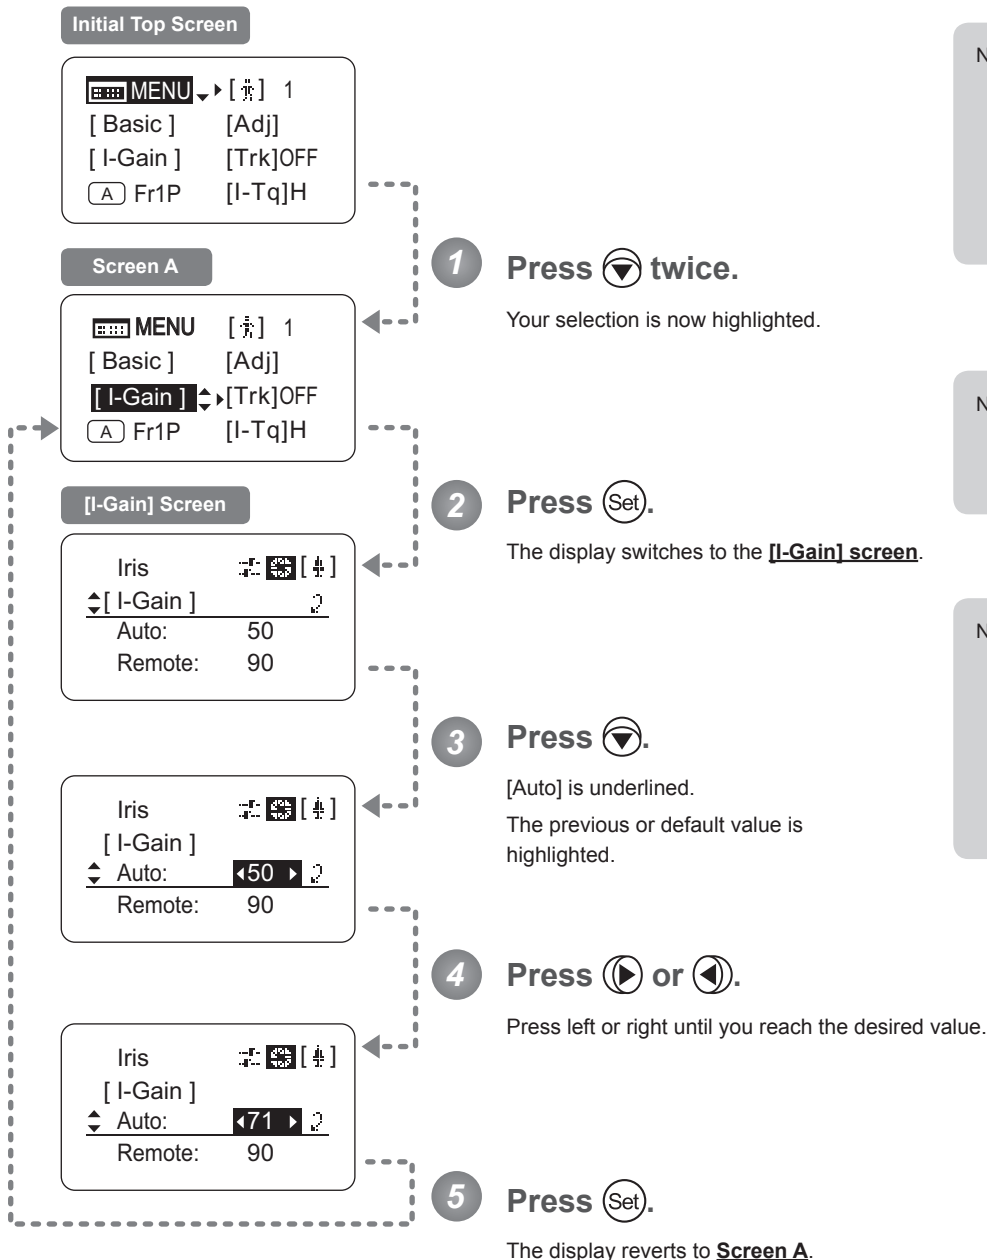 Initial Top Screen
MENU [ ] 1
[ Basic ] [Adj]
[ I-Gain ] [Trk]OFF
A Fr1P [I-Tq]H
Screen A
MENU [ ] 1
[ Basic ] [Adj]
[ I-Gain ] [Trk]OFF
A Fr1P [I-Tq]H
1 Press twice.
Your selection is now highlighted.
[I-Gain] Screen
Iris [ ]
[ I-Gain ]
Auto: 50
Remote: 90
2 Press Set.
The display switches to the [I-Gain] screen.
3 Press .
[Auto] is underlined.
The previous or default value is
highlighted.
Iris [ ]
[ I-Gain ]
Auto: 50
Remote: 90
4 Press or .
Press left or right until you reach the desired value.
Iris [ ]
[ I-Gain ]
Auto: 71
Remote: 90
5 Press Set.
The display reverts to Screen A.